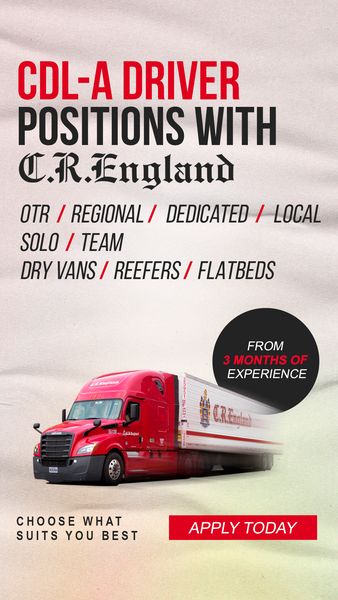 CDL-A DRIVER
POSITIONS WITH
C.R.England
OTR / REGIONAL / DEDICATED / LOCAL
SOLO / TEAM
DRY VANS / REEFERS / FLATBEDS
FROM
3 MONTHS OF
EXPERIENCE
C.R.England
CHOOSE WHAT
SUITS YOU BEST
APPLY TODAY